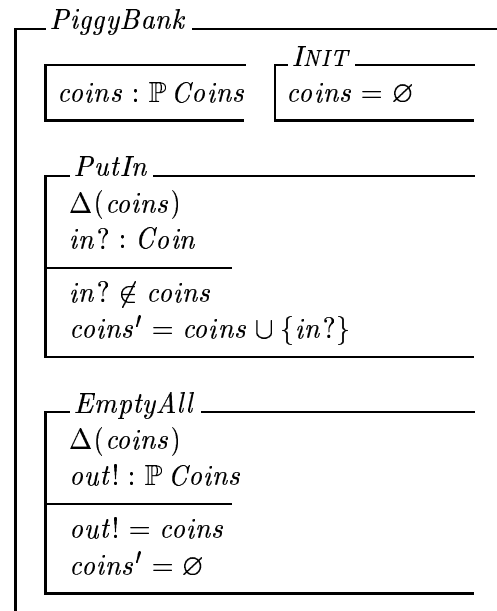 PiggyBank
coins : ℙ Coins
INIT
coins = ∅
PutIn
Δ(coins)
in? : Coin
in? ∉ coins
coins′ = coins ∪ {in?}
EmptyAll
Δ(coins)
out! : ℙ Coins
out! = coins
coins′ = ∅